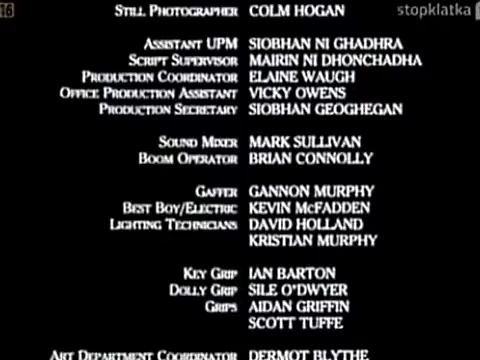 16
stopklatka
STILL PHOTOGRAPHER COLM HOGAN
ASSISTANT UPM SIOBHAN NI GHADHRA
SCRIPT SUPERVISOR MAIRIN NI DHONCHADHA
PRODUCTION COORDINATOR ELAINE WAUGH
OFFICE PRODUCTION ASSISTANT VICKY OWENS
PRODUCTION SECRETARY SIOBHAN GEOGHEGAN
SOUND MIXER MARK SULLIVAN
BOOM OPERATOR BRIAN CONNOLLY
GAFFER GANNON MURPHY
BEST BOY/ELECTRIC KEVIN McFADDEN
LIGHTING TECHNICIANS DAVID HOLLAND
KRISTIAN MURPHY
KEY GRIP IAN BARTON
DOLLY GRIP SILE O'DWYER
GRIPS AIDAN GRIFFIN
SCOTT TUFFE
ART DEPARTMENT COORDINATOR DERMOT BLYTHE